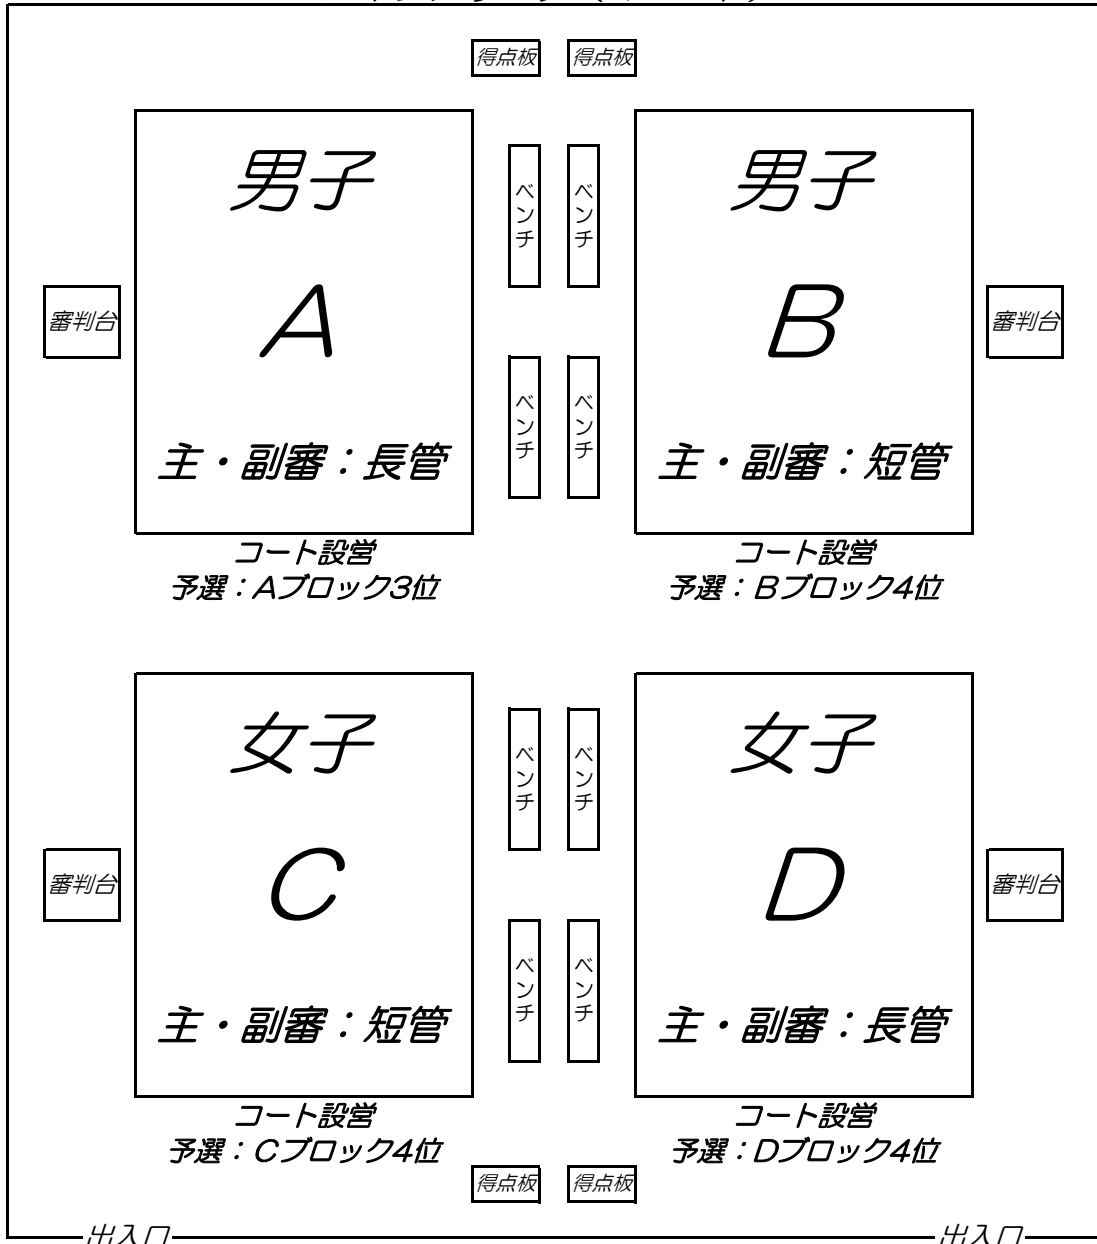 得点板 得点板
男子
A
主・副審：長管
コート設営
予選：Aブロック3位
ベンチ ベンチ
ベンチ ベンチ
男子
B
主・副審：短管
コート設営
予選：Bブロック4位
審判台
審判台
女子
C
主・副審：短管
コート設営
予選：Cブロック4位
ベンチ ベンチ
ベンチ ベンチ
女子
D
主・副審：長管
コート設営
予選：Dブロック4位
審判台
審判台
得点板 得点板
出入口 出入口